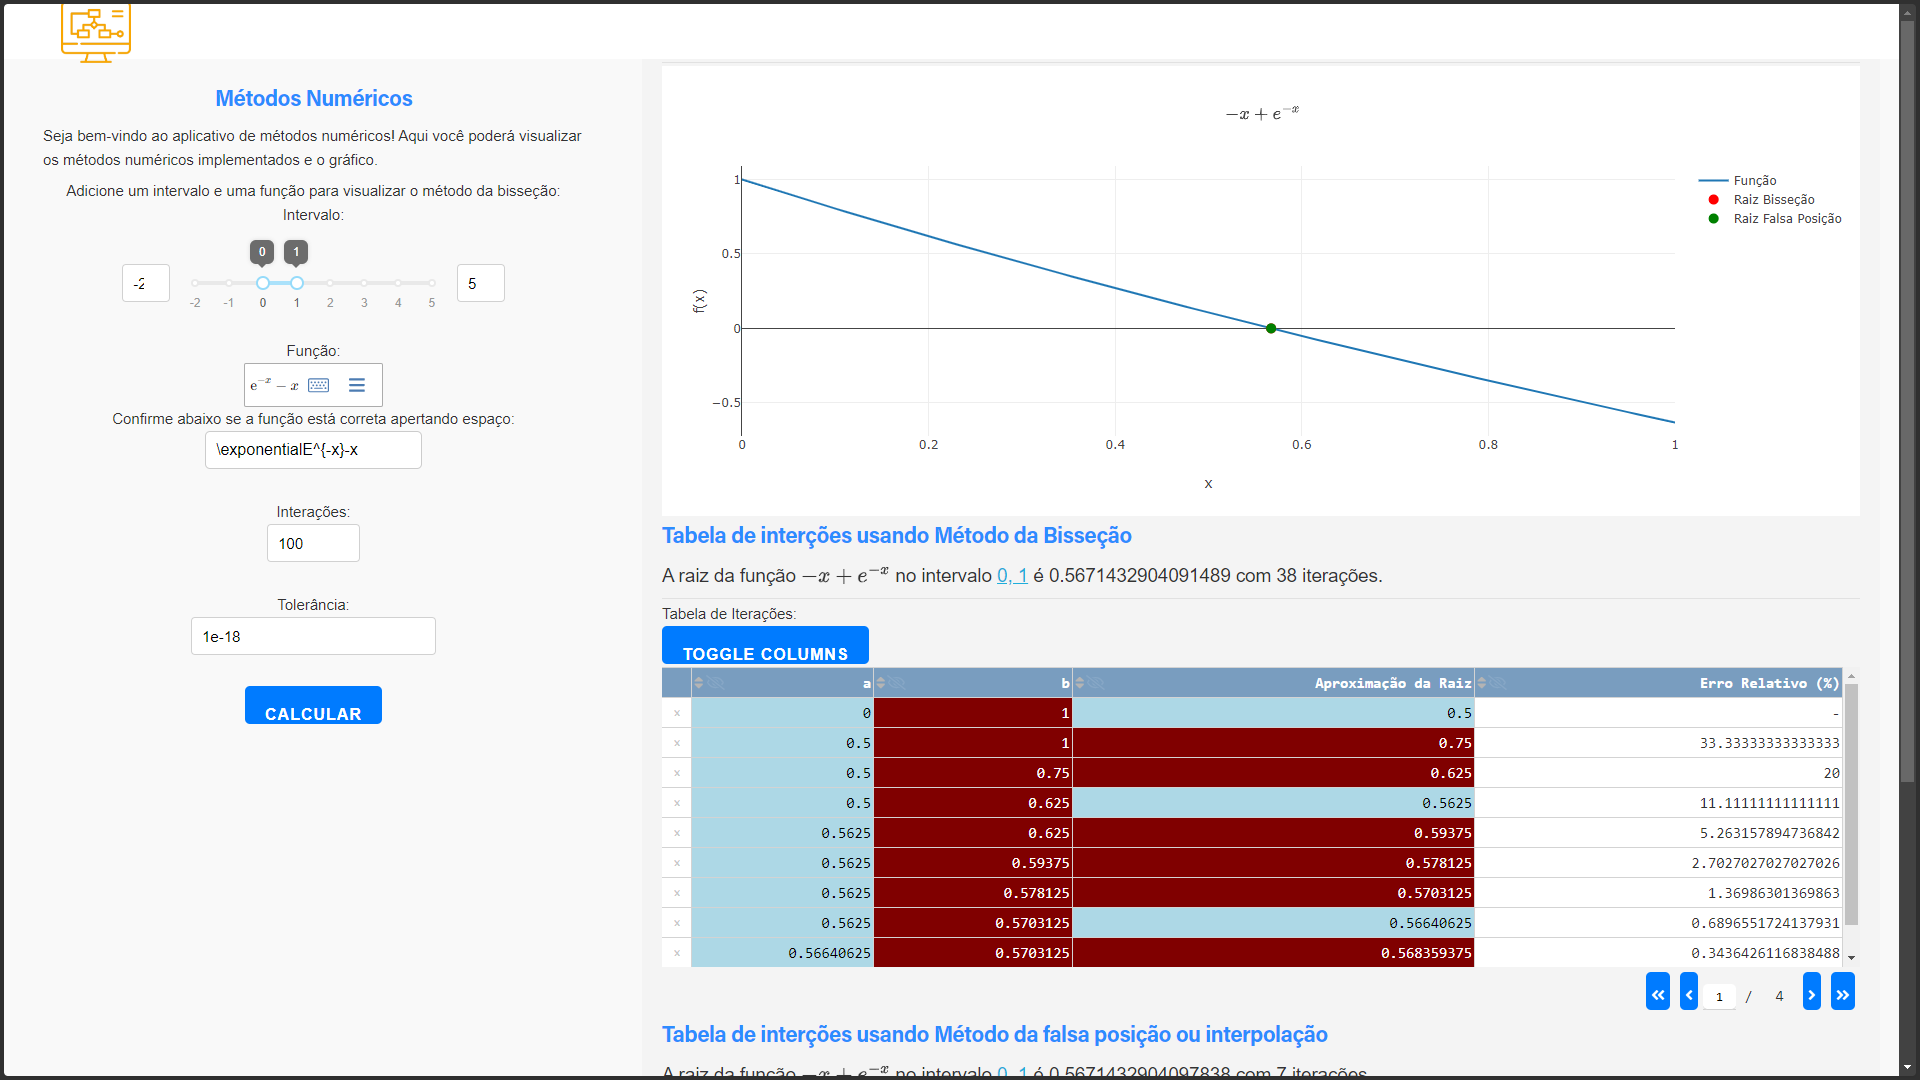 Métodos Numéricos
Seja bem-vindo ao aplicativo de métodos numéricos! Aqui você poderá visualizar
os métodos numéricos implementados e o gráfico.
Adicione um intervalo e uma função para visualizar o método da bisseção:
Intervalo:
0 1
-2
-2 -1 0 1 2 3 4 5
5
Função:
e^{-x} − x
Confirme abaixo se a função está correta apertando espaço:
\exponentialE^{-x}-x
Interações:
100
Tolerância:
1e-18
CALCULAR
−x + e^{−x}
1
0.5
0
−0.5
f(x)
0 0.2 0.4 0.6 0.8 1
x
Função
Raiz Bisseção
Raiz Falsa Posição
Tabela de interções usando Método da Bisseção
A raiz da função −x + e^{−x} no intervalo 0, 1 é 0.5671432904091489 com 38 iterações.
Tabela de Iterações:
TOGGLE COLUMNS
a b Aproximação da Raiz Erro Relativo (%)
x 0 1 0.5 -
x 0.5 1 0.75 33.33333333333333
x 0.5 0.75 0.625 20
x 0.5 0.625 0.5625 11.11111111111111
x 0.5625 0.625 0.59375 5.263157894736842
x 0.5625 0.59375 0.578125 2.7027027027027026
x 0.5625 0.578125 0.5703125 1.36986301369863
x 0.5625 0.5703125 0.56640625 0.6896551724137931
x 0.56640625 0.5703125 0.568359375 0.3436426116838488
« ‹ 1 / 4 › »
Tabela de interções usando Método da falsa posição ou interpolação
A raiz da função −x + e^{−x} no intervalo 0, 1 é 0.5671432904097838 com 7 iterações.